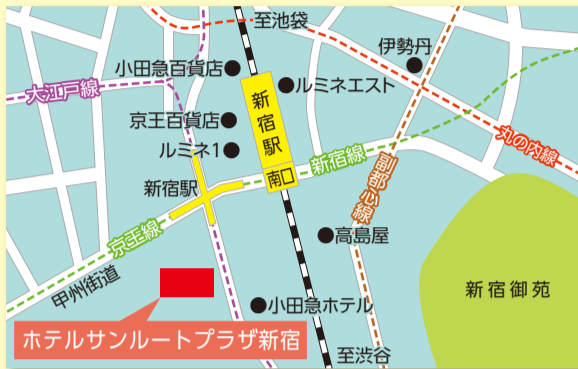 至池袋
伊勢丹
小田急百貨店
ルミネエスト
大江戸線
新宿駅
京王百貨店
ルミネ1
新宿線
丸の内線
新宿駅
南口
副都心線
京王線
高島屋
甲州街道
新宿御苑
小田急ホテル
ホテルサンルートプラザ新宿
至渋谷